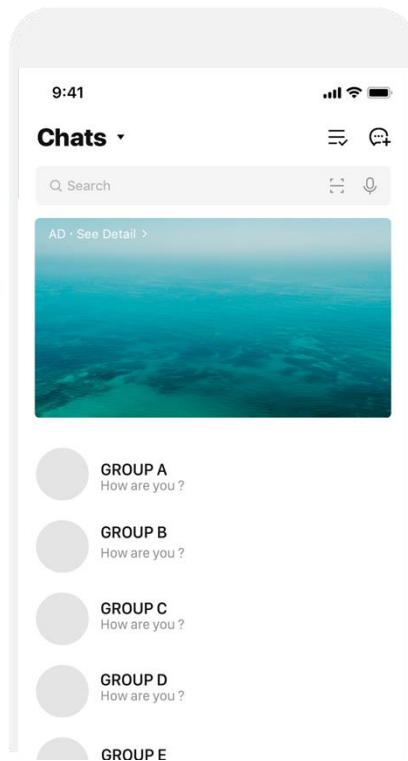 9:41
Chats
Search
AD · See Detail >
GROUP A
How are you ?
GROUP B
How are you ?
GROUP C
How are you ?
GROUP D
How are you ?
GROUP E